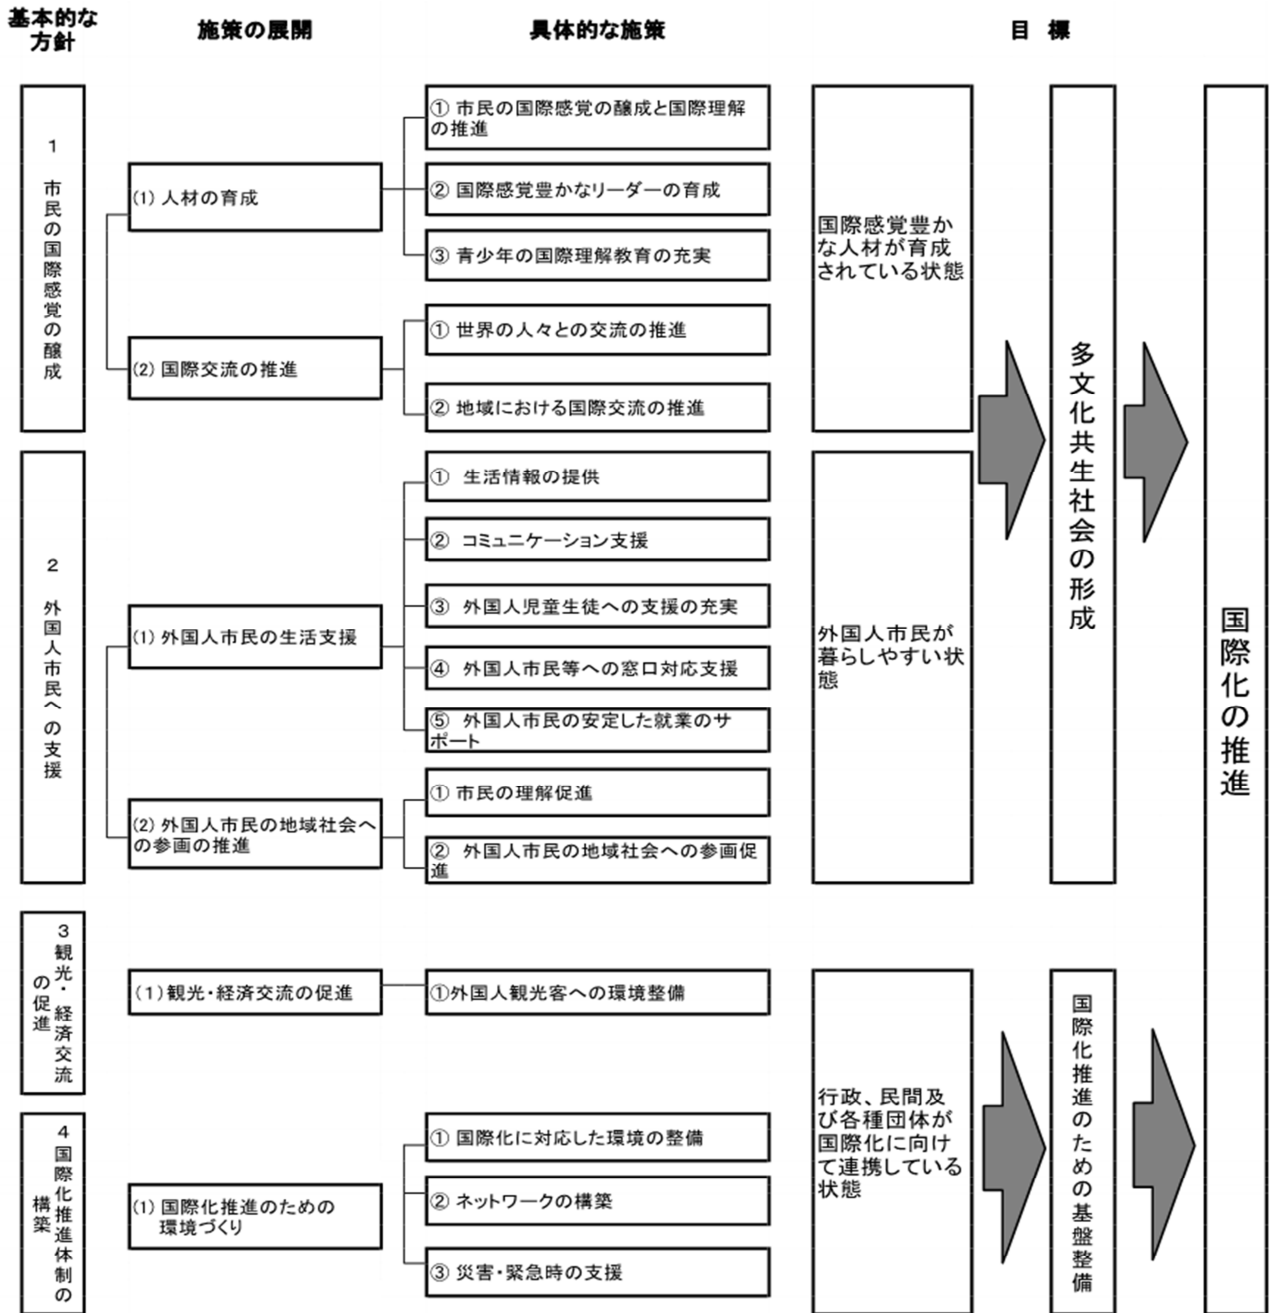 基本的な
方針
施策の展開
具体的な施策
目　標
1　市民の国際感覚の醸成
(1) 人材の育成
① 市民の国際感覚の醸成と国際理解
の推進
② 国際感覚豊かなリーダーの育成
③ 青少年の国際理解教育の充実
(2) 国際交流の推進
① 世界の人々との交流の推進
② 地域における国際交流の推進
国際感覚豊か
な人材が育成
されている状態
2　外国人市民への支援
(1) 外国人市民の生活支援
①　生活情報の提供
②　コミュニケーション支援
③　外国人児童生徒への支援の充実
④　外国人市民等への窓口対応支援
⑤　外国人市民の安定した就業のサ
ポート
(2) 外国人市民の地域社会へ
の参画の推進
① 市民の理解促進
②　外国人市民の地域社会への参画促
進
外国人市民が
暮らしやすい状
態
多文化共生社会の形成
3 観光・経済交流
の促進
(1)観光・経済交流の促進
①外国人観光客への環境整備
4 国際化推進体制の
構築
(1) 国際化推進のための
環境づくり
① 国際化に対応した環境の整備
② ネットワークの構築
③ 災害・緊急時の支援
行政、民間及
び各種団体が
国際化に向け
て連携している
状態
国際化推進のための基盤整備
国際化の推進